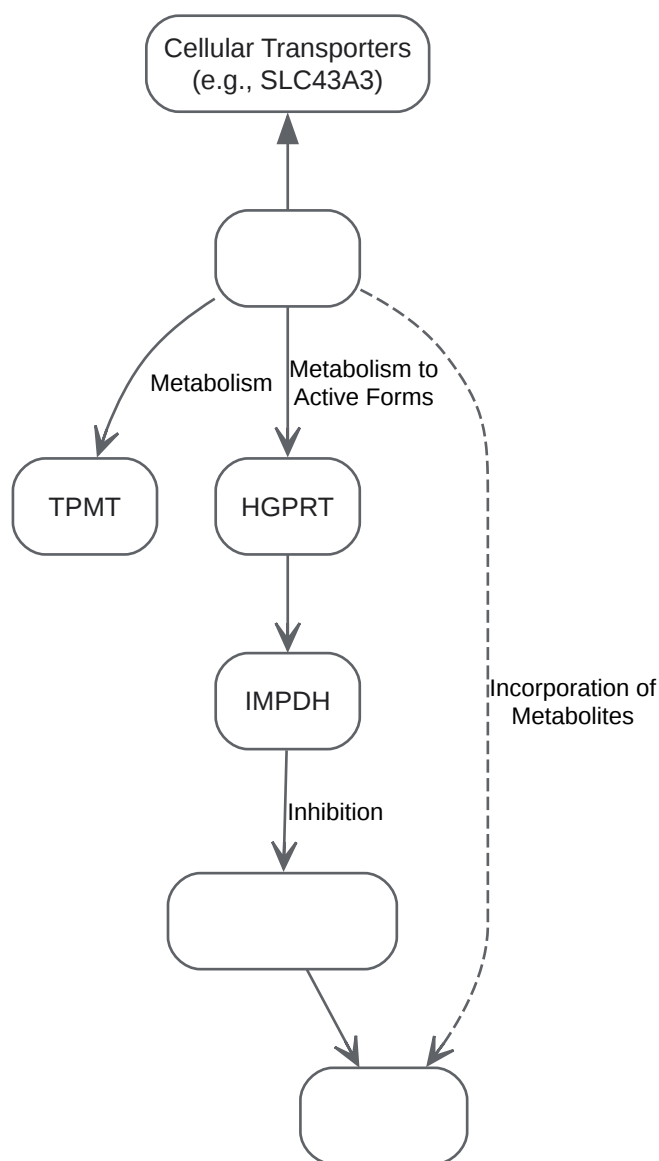 Cellular Transporters
(e.g., SLC43A3)
Metabolism
Metabolism to
Active Forms
TPMT
HGPRT
IMPDH
Incorporation of
Metabolites
Inhibition